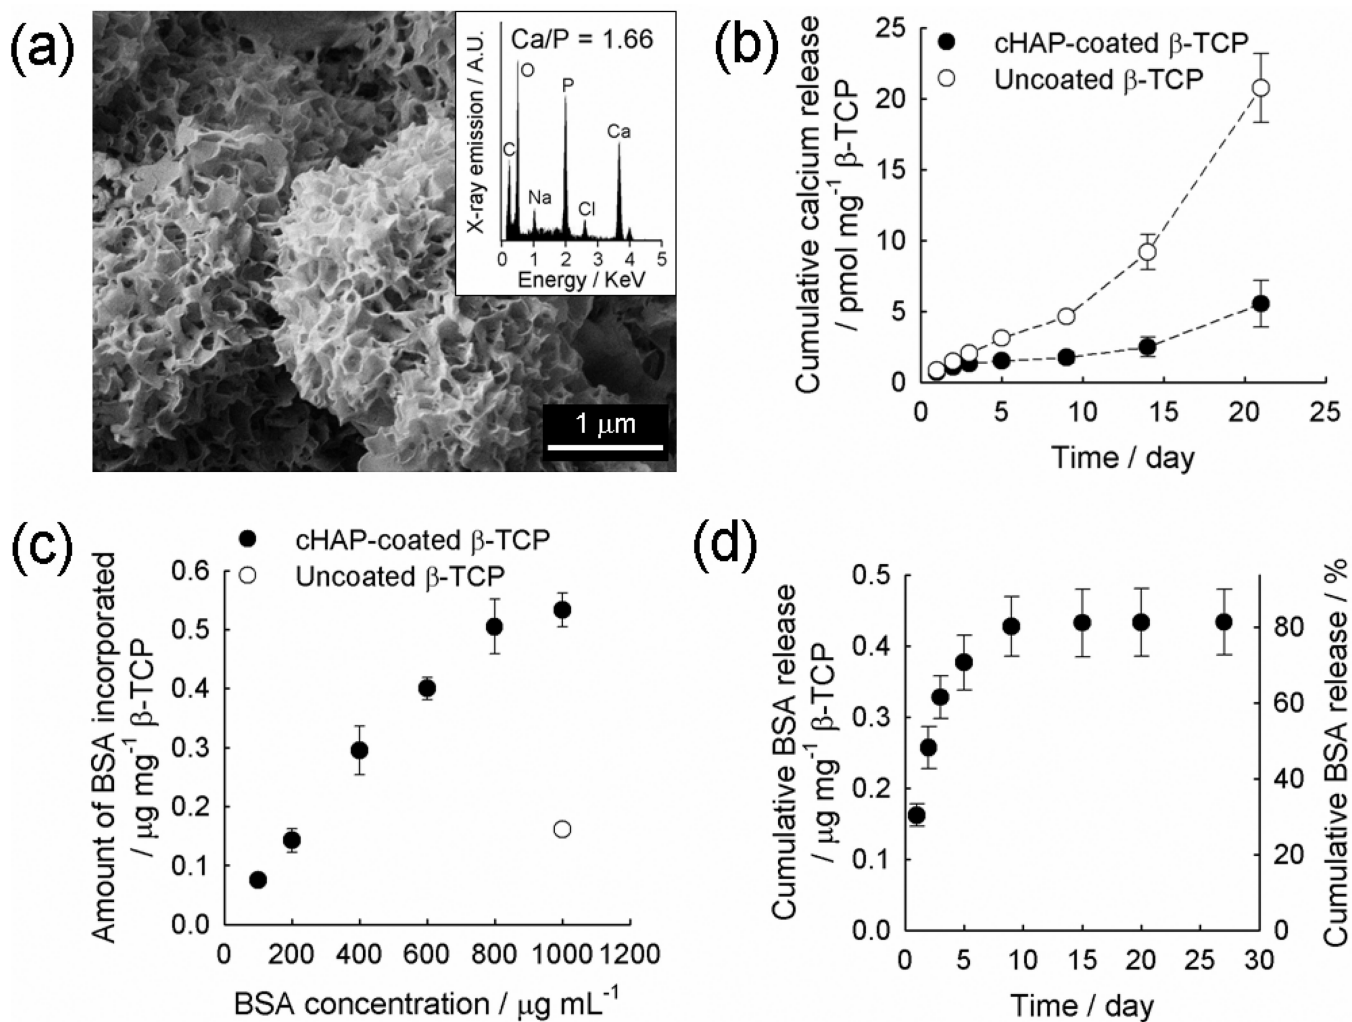 (a)
Ca/P = 1.66
X-ray emission / A.U.
C
O
Na
P
Cl
Ca
0 1 2 3 4 5
Energy / KeV
1 μm
(b)
cHAP-coated β-TCP
Uncoated β-TCP
Cumulative calcium release
/ pmol mg⁻¹ β-TCP
25
20
15
10
5
0
0 5 10 15 20 25
Time / day
(c)
cHAP-coated β-TCP
Uncoated β-TCP
Amount of BSA incorporated
/ μg mg⁻¹ β-TCP
0.6
0.5
0.4
0.3
0.2
0.1
0.0
0 200 400 600 800 1000 1200
BSA concentration / μg mL⁻¹
(d)
Cumulative BSA release
/ μg mg⁻¹ β-TCP
0.5
0.4
0.3
0.2
0.1
0.0
80
60
40
20
0
Cumulative BSA release / %
0 5 10 15 20 25 30
Time / day